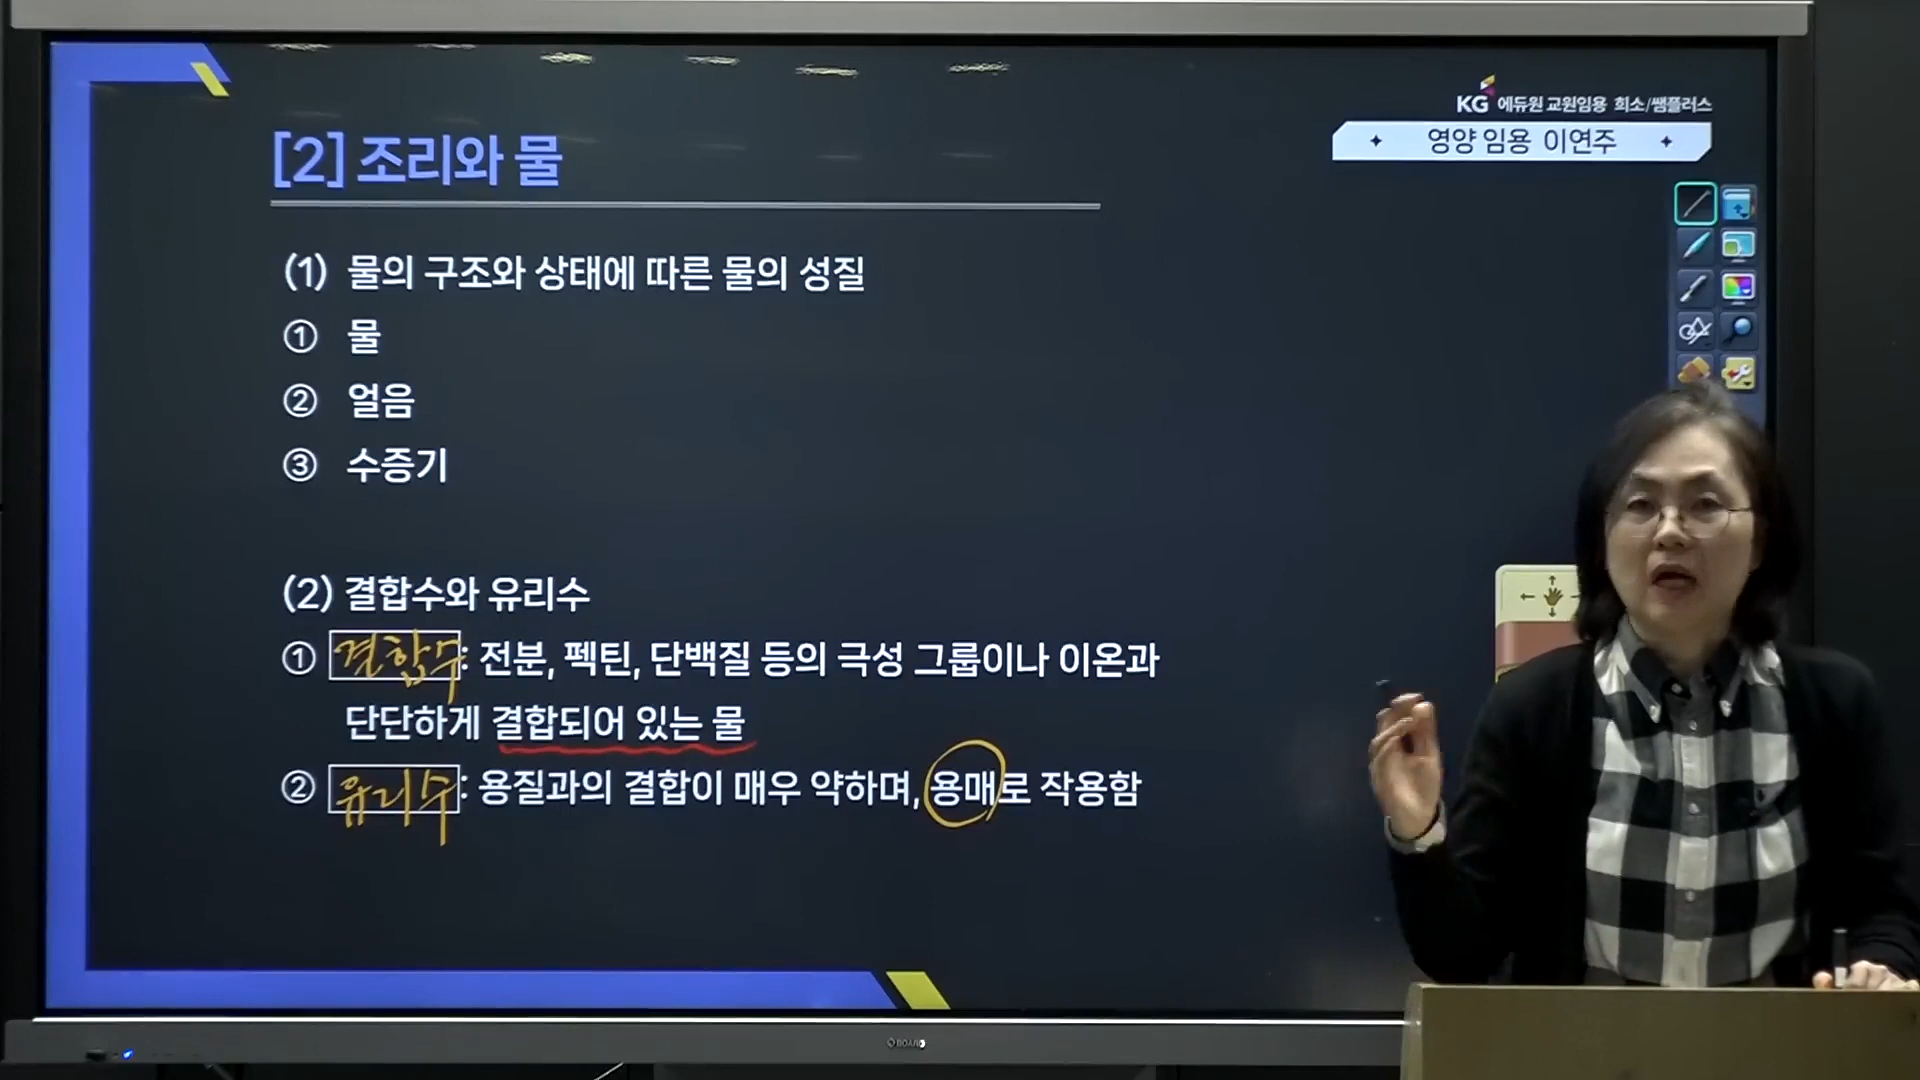 KG 에듀원 교원임용 희소/쌤플러스
영양 임용 이연주
[2] 조리와 물
(1) 물의 구조와 상태에 따른 물의 성질
① 물
② 얼음
③ 수증기
(2) 결합수와 유리수
① 결합수: 전분, 펙틴, 단백질 등의 극성 그룹이나 이온과
단단하게 결합되어 있는 물
② 유리수: 용질과의 결합이 매우 약하며, 용매로 작용함